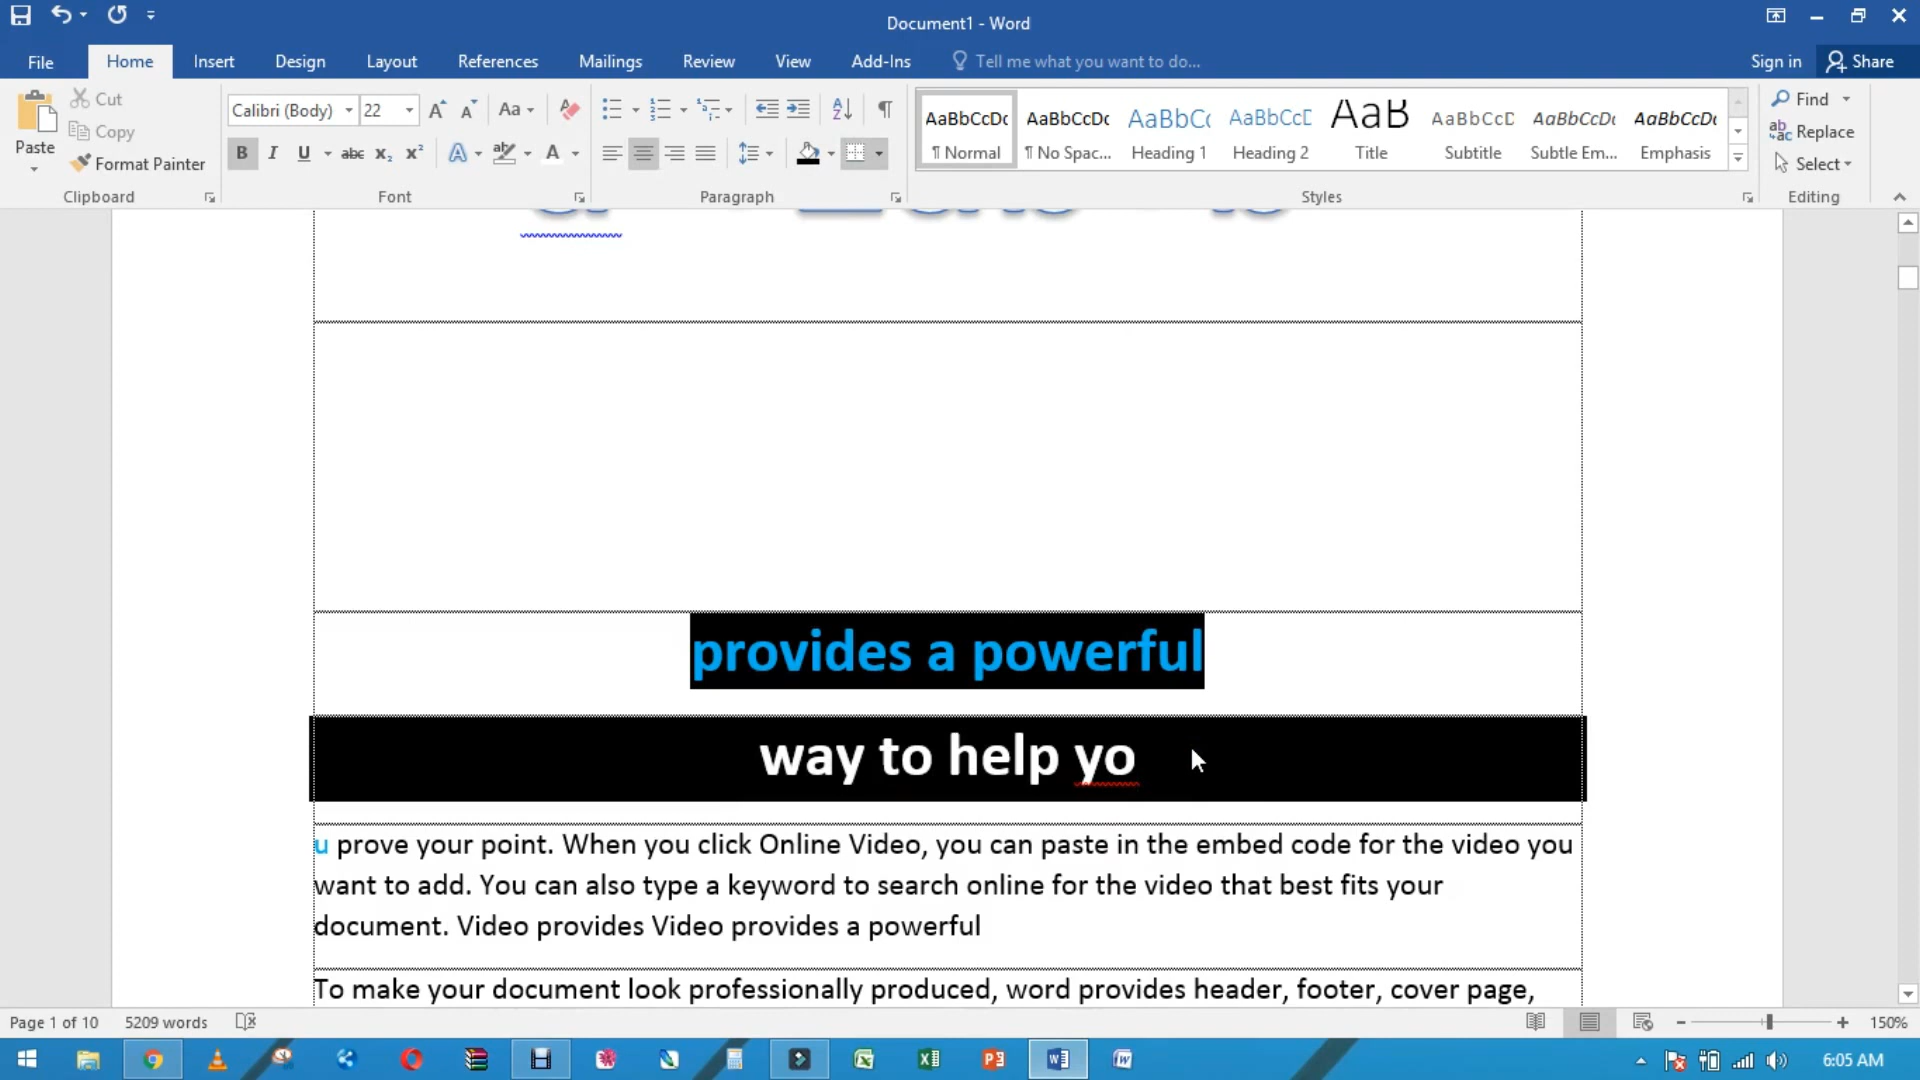 Document1 - Word
File Home Insert Design Layout References Mailings Review View Add-Ins Tell me what you want to do... Sign in Share
Paste
Cut
Copy
Format Painter
Clipboard
Calibri (Body) 22
Font
Paragraph
AaBbCcDc AaBbCcDc AaBbCc AaBbCcD AaB AaBbCcD AaBbCcDc AaBbCcDc
¶ Normal ¶ No Spac... Heading 1 Heading 2 Title Subtitle Subtle Em... Emphasis
Styles
Find
Replace
Select
Editing
provides a powerful
way to help yo
u prove your point. When you click Online Video, you can paste in the embed code for the video you
want to add. You can also type a keyword to search online for the video that best fits your
document. Video provides Video provides a powerful
To make your document look professionally produced, word provides header, footer, cover page,
Page 1 of 10 5209 words 150%
6:05 AM